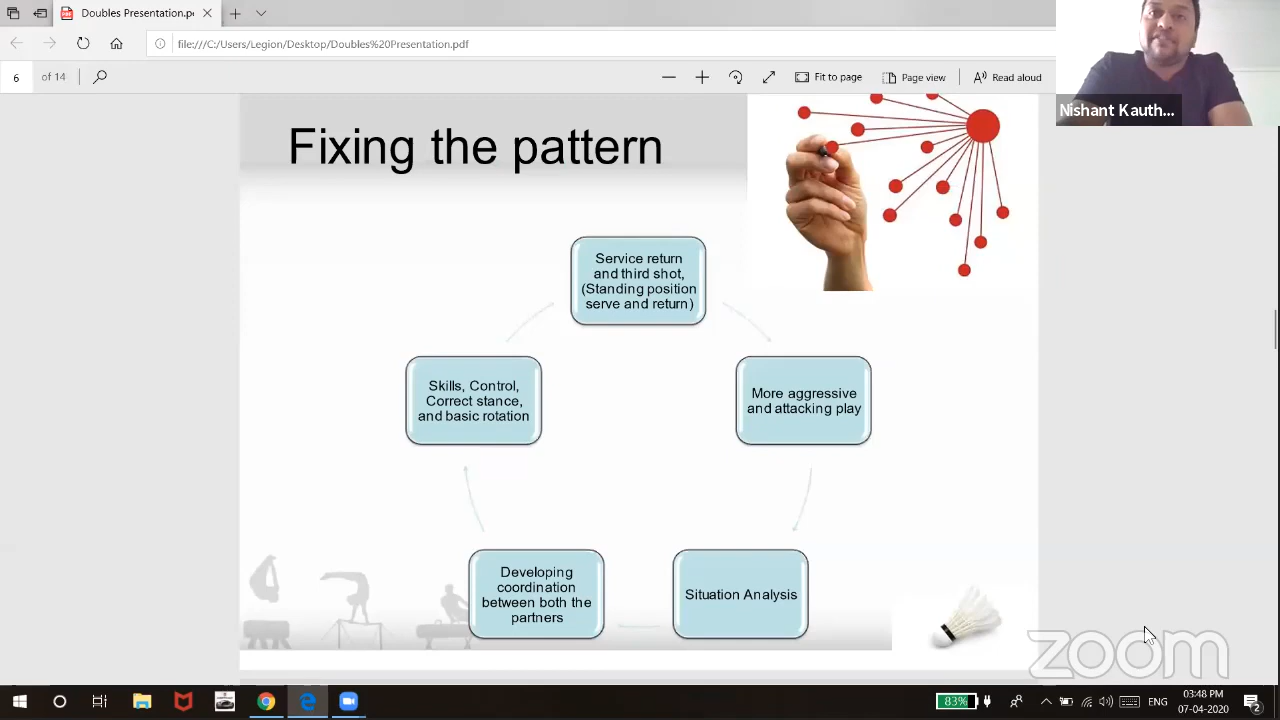 Doubles Presentation.pdf
file:///C:/Users/Legion/Desktop/Doubles%20Presentation.pdf
6 of 14
Fit to page
Page view
Read aloud
Nishant Kauth...
Fixing the pattern
Service return
and third shot,
(Standing position
serve and return)
Skills, Control,
Correct stance,
and basic rotation
More aggressive
and attacking play
Developing
coordination
between both the
partners
Situation Analysis
zoom
83%
ENG
03:48 PM
07-04-2020
2